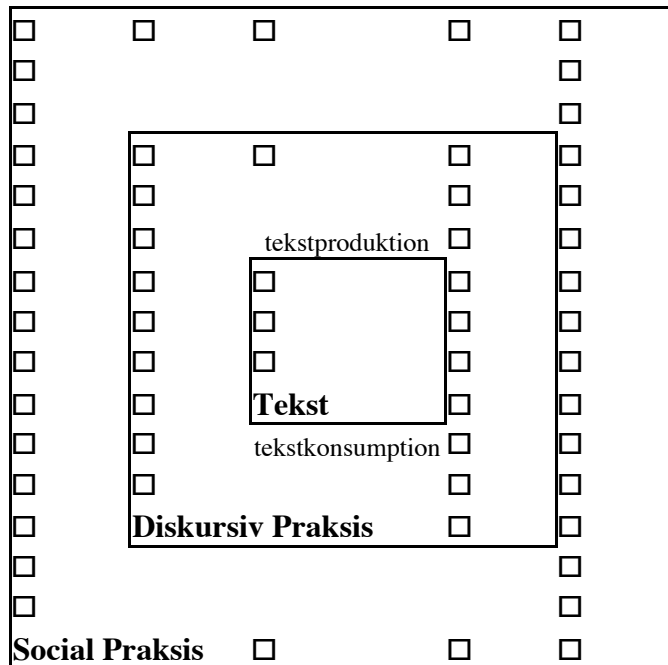 tekstproduktion
Tekst
tekstkonsumption
Diskursiv Praksis
Social Praksis